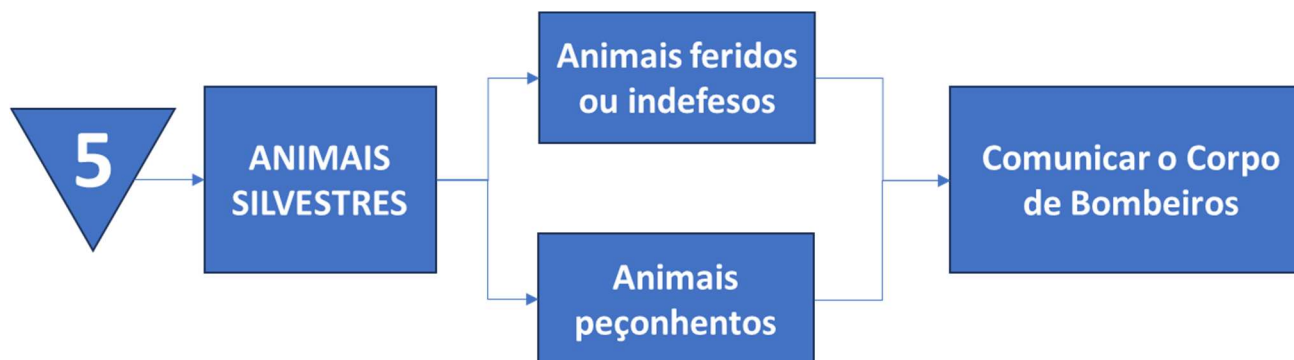 5
ANIMAIS
SILVESTRES
Animais feridos
ou indefesos
Animais
peçonhentos
Comunicar o Corpo
de Bombeiros